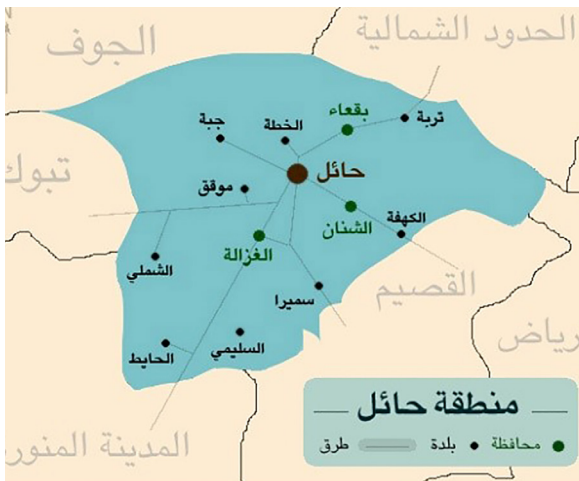 الحدود الشمالية
الجوف
بقعاء
تربة
الخطة
جبة
حائل
تبوك
موقق
الشنان
الكهفة
الغزالة
الشملي
القصيم
سميرا
رياض
السليمي
الحايط
منطقة حائل
المدينة المنور
محافظة
بلدة
طرق